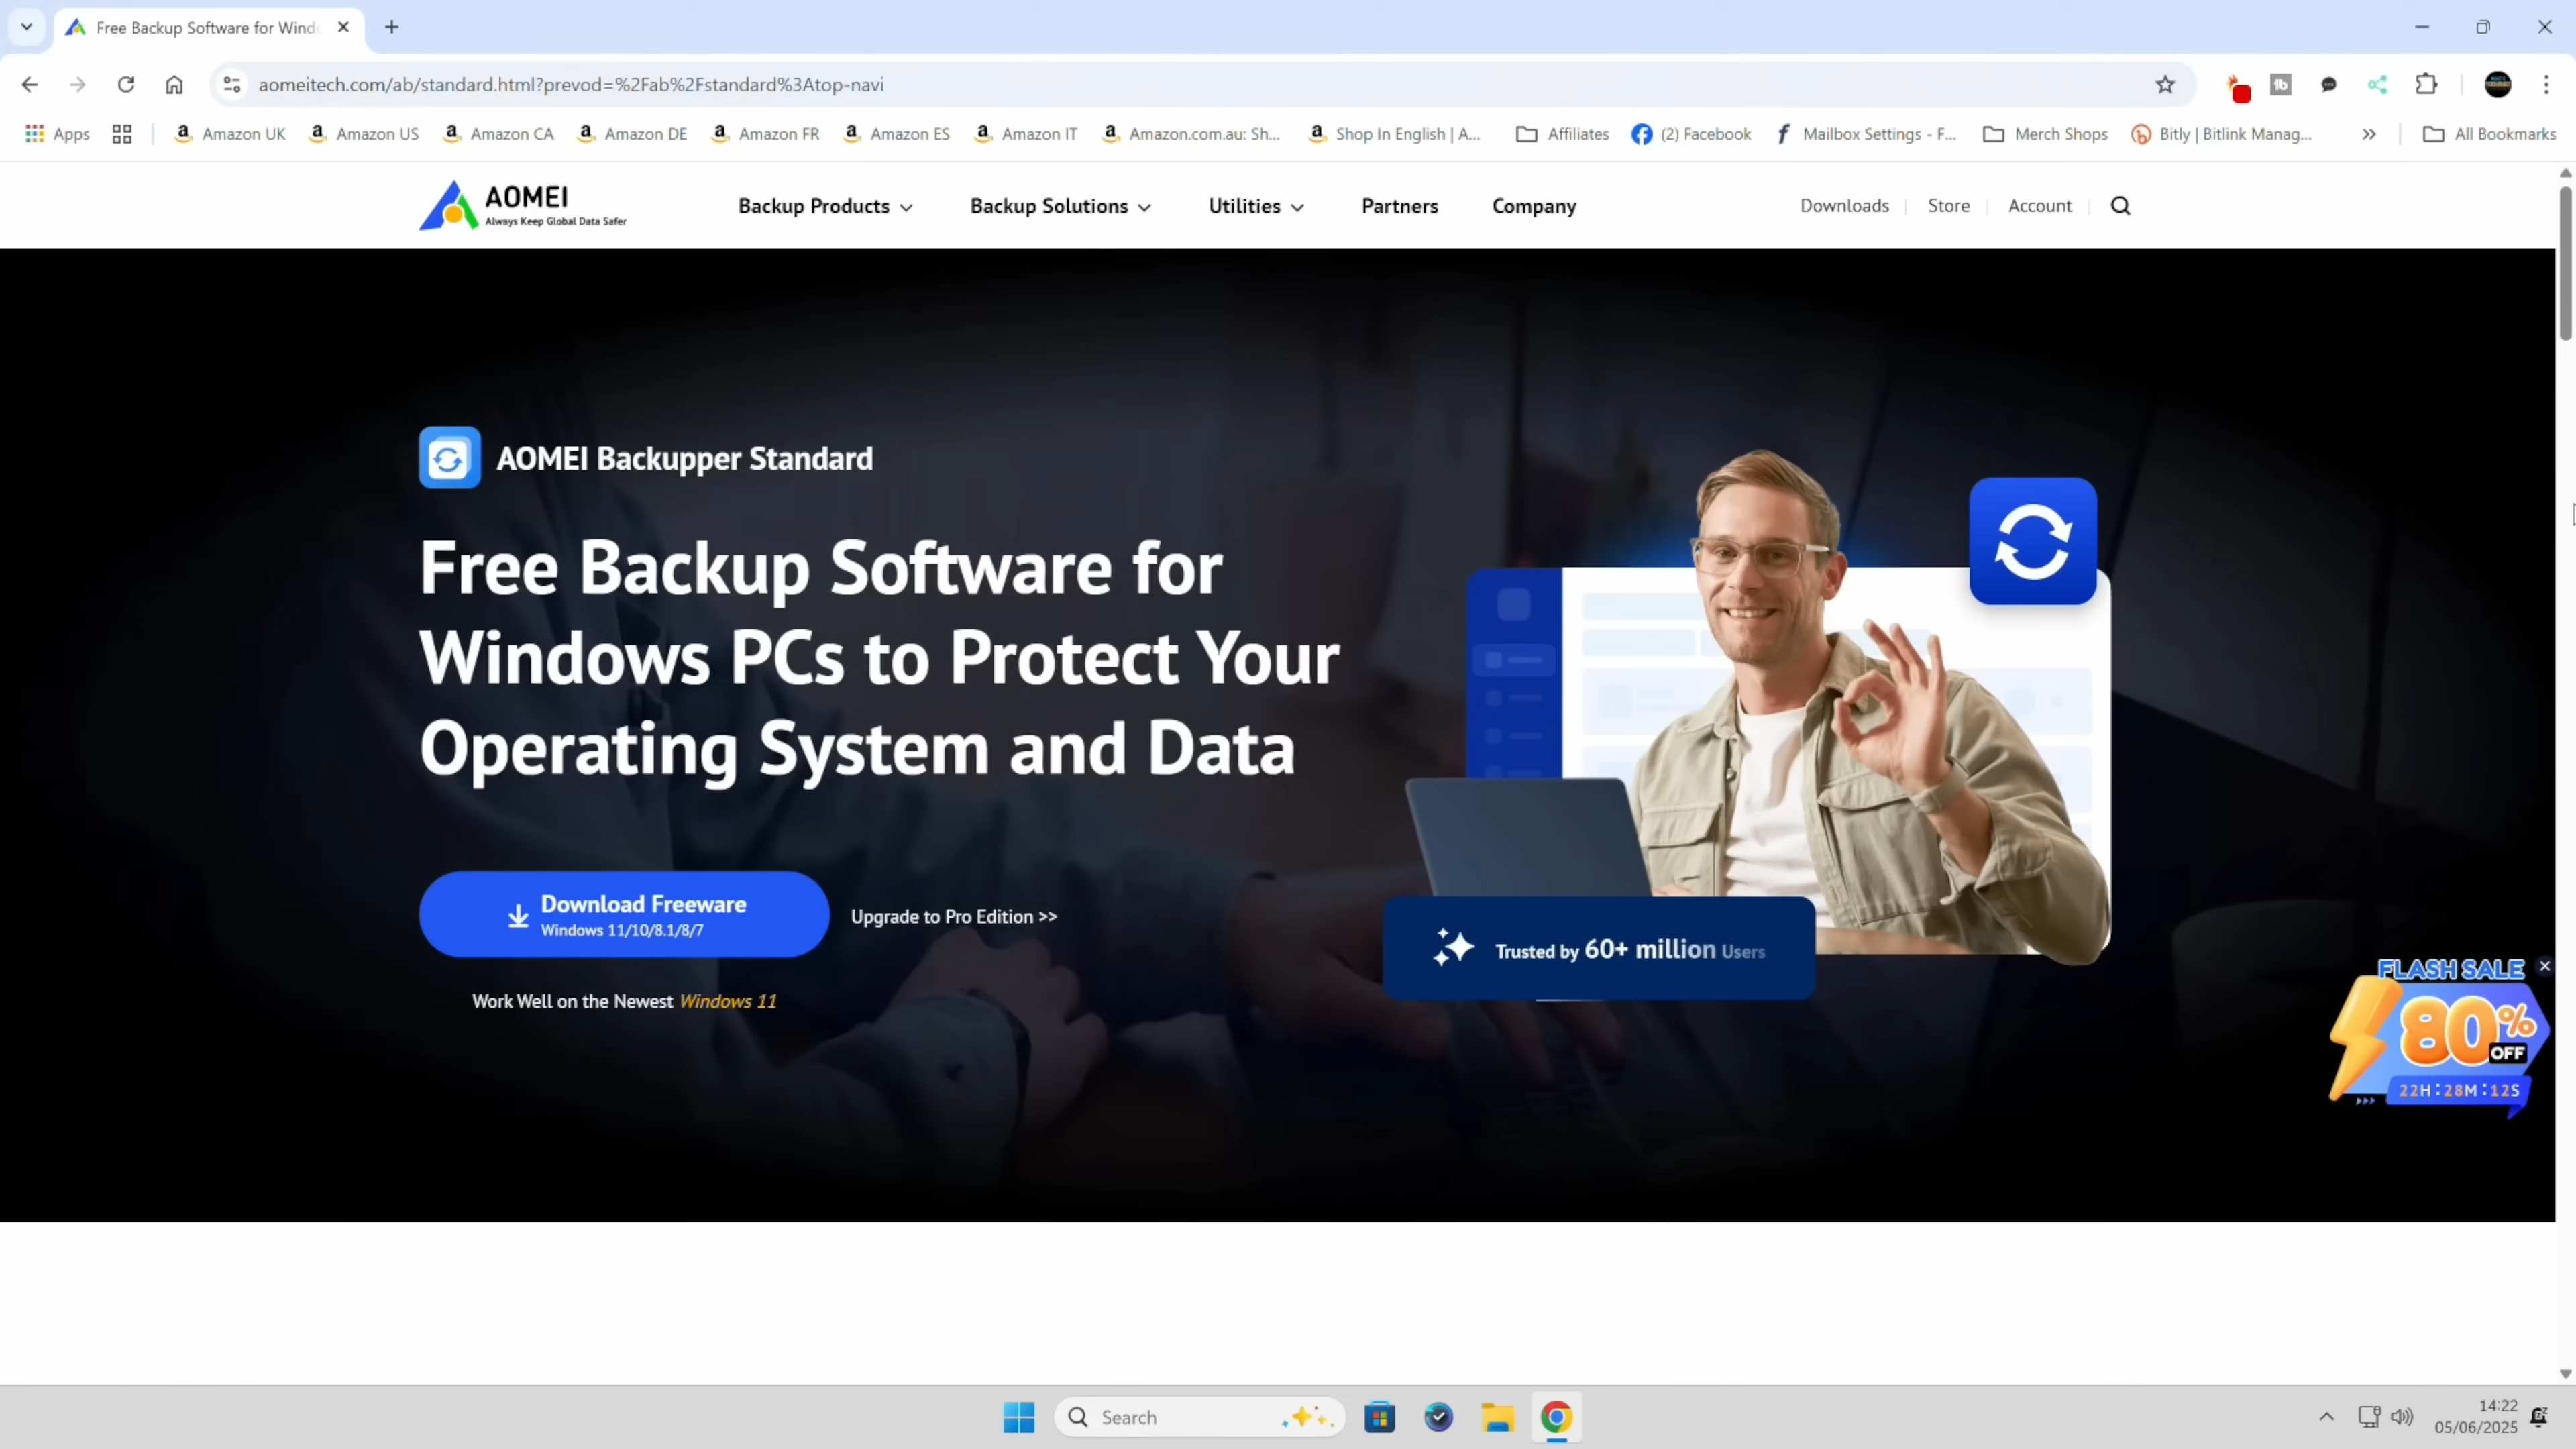 Free Backup Software for Windo
aomeitech.com/ab/standard.html?prevod=%2Fab%2Fstandard%3Atop-navi
Apps
Amazon UK
Amazon US
Amazon CA
Amazon DE
Amazon FR
Amazon ES
Amazon IT
Amazon.com.au: Sh...
Shop In English | A...
Affiliates
(2) Facebook
Mailbox Settings - F...
Merch Shops
Bitly | Bitlink Manag...
All Bookmarks
AOMEI
Always Keep Global Data Safer
Backup Products
Backup Solutions
Utilities
Partners
Company
Downloads
Store
Account
AOMEI Backupper Standard
Free Backup Software for
Windows PCs to Protect Your
Operating System and Data
Download Freeware
Windows 11/10/8.1/8/7
Upgrade to Pro Edition >>
Work Well on the Newest Windows 11
Trusted by 60+ million Users
FLASH SALE
80%
OFF
22H:28M:12S
Search
14:22
05/06/2025